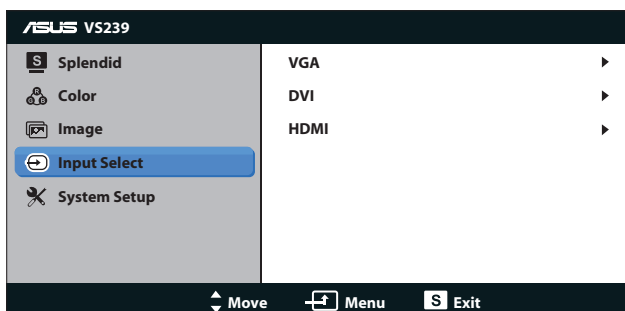 ASUS VS239
S Splendid
Color
Image
Input Select
System Setup
VGA
DVI
HDMI
Move Menu S Exit